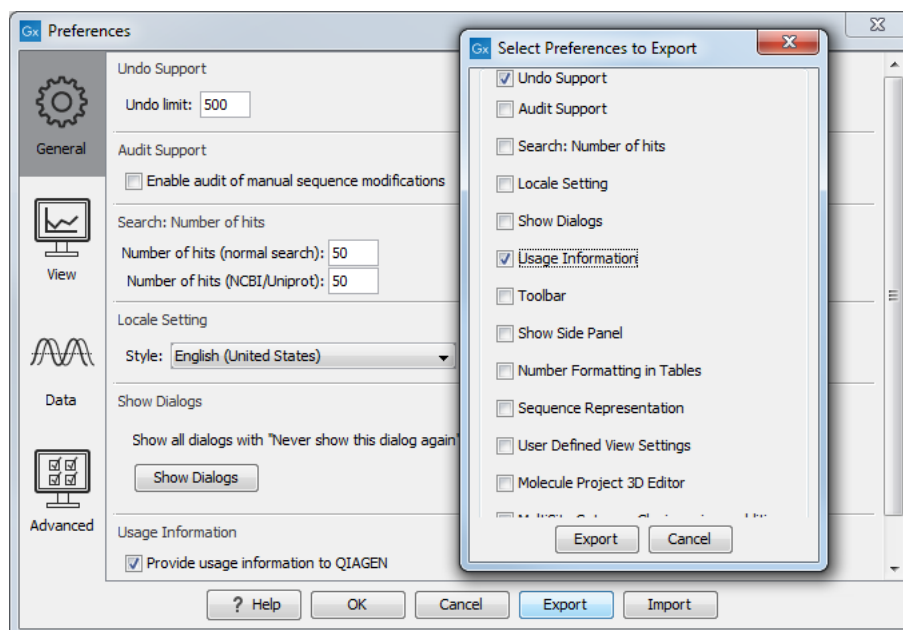 Gx Preferences
General
View
Data
Advanced
Undo Support
Undo limit: 500
Audit Support
Enable audit of manual sequence modifications
Search: Number of hits
Number of hits (normal search): 50
Number of hits (NCBI/Uniprot): 50
Locale Setting
Style: English (United States)
Show Dialogs
Show all dialogs with "Never show this dialog again"
Show Dialogs
Usage Information
Provide usage information to QIAGEN
? Help
OK
Cancel
Export
Import
Gx Select Preferences to Export
Undo Support
Audit Support
Search: Number of hits
Locale Setting
Show Dialogs
Usage Information
Toolbar
Show Side Panel
Number Formatting in Tables
Sequence Representation
User Defined View Settings
Molecule Project 3D Editor
Export
Cancel